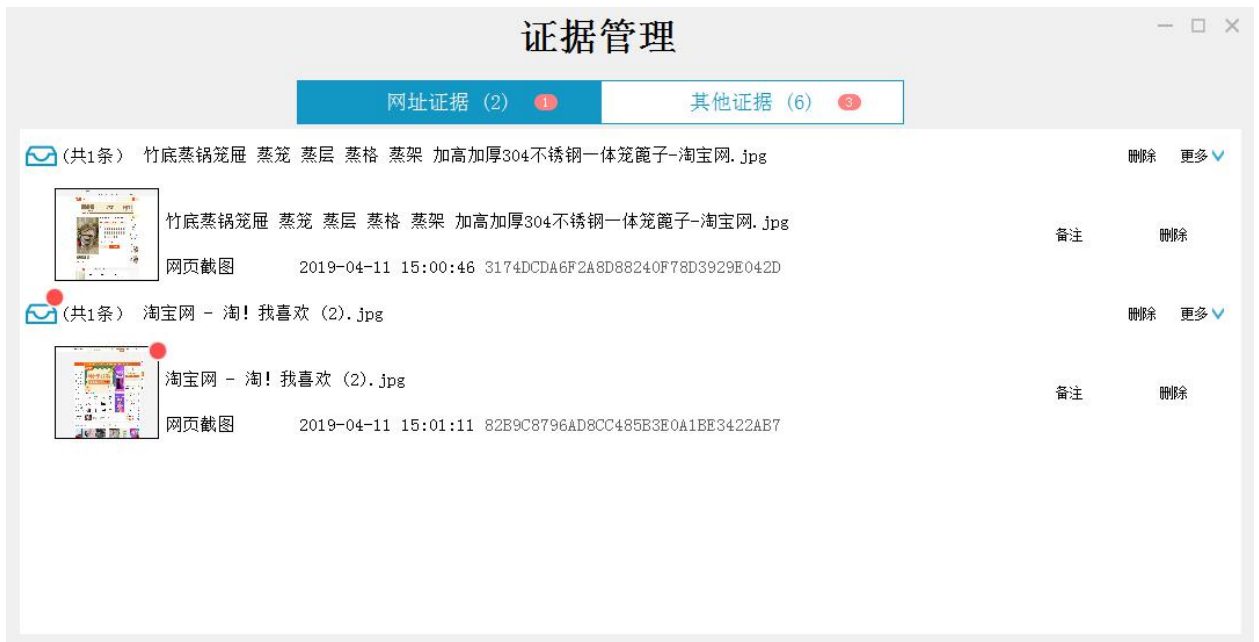 证据管理
网址证据 (2) 1 其他证据 (6) 3
(共1条) 竹底蒸锅笼屉 蒸笼 蒸层 蒸格 蒸架 加高加厚304不锈钢一体笼篦子-淘宝网.jpg 删除 更多
竹底蒸锅笼屉 蒸笼 蒸层 蒸格 蒸架 加高加厚304不锈钢一体笼篦子-淘宝网.jpg
备注 删除
网页截图 2019-04-11 15:00:46 3174DCDA6F2A8D88240F78D3929E042D
(共1条) 淘宝网 - 淘! 我喜欢 (2).jpg 删除 更多
淘宝网 - 淘! 我喜欢 (2).jpg
备注 删除
网页截图 2019-04-11 15:01:11 82B9C8796AD8CC485B3E0A1BE3422AB7